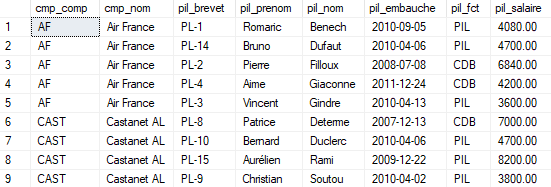 cmp_comp cmp_nom pil_brevet pil_prenom pil_nom pil_embauche pil_fct pil_salaire
1 AF Air France PL-1 Romaric Benech 2010-09-05 PIL 4080.00
2 AF Air France PL-14 Bruno Dufaut 2010-04-06 PIL 4700.00
3 AF Air France PL-2 Pierre Filloux 2008-07-08 CDB 6840.00
4 AF Air France PL-4 Aime Giaconne 2011-12-24 CDB 4200.00
5 AF Air France PL-3 Vincent Gindre 2010-04-13 PIL 3600.00
6 CAST Castanet AL PL-8 Patrice Determe 2007-12-13 CDB 7000.00
7 CAST Castanet AL PL-10 Bernard Duclerc 2010-04-06 PIL 4700.00
8 CAST Castanet AL PL-15 Aurélien Rami 2009-12-22 PIL 8200.00
9 CAST Castanet AL PL-9 Christian Soutou 2010-04-02 PIL 3800.00